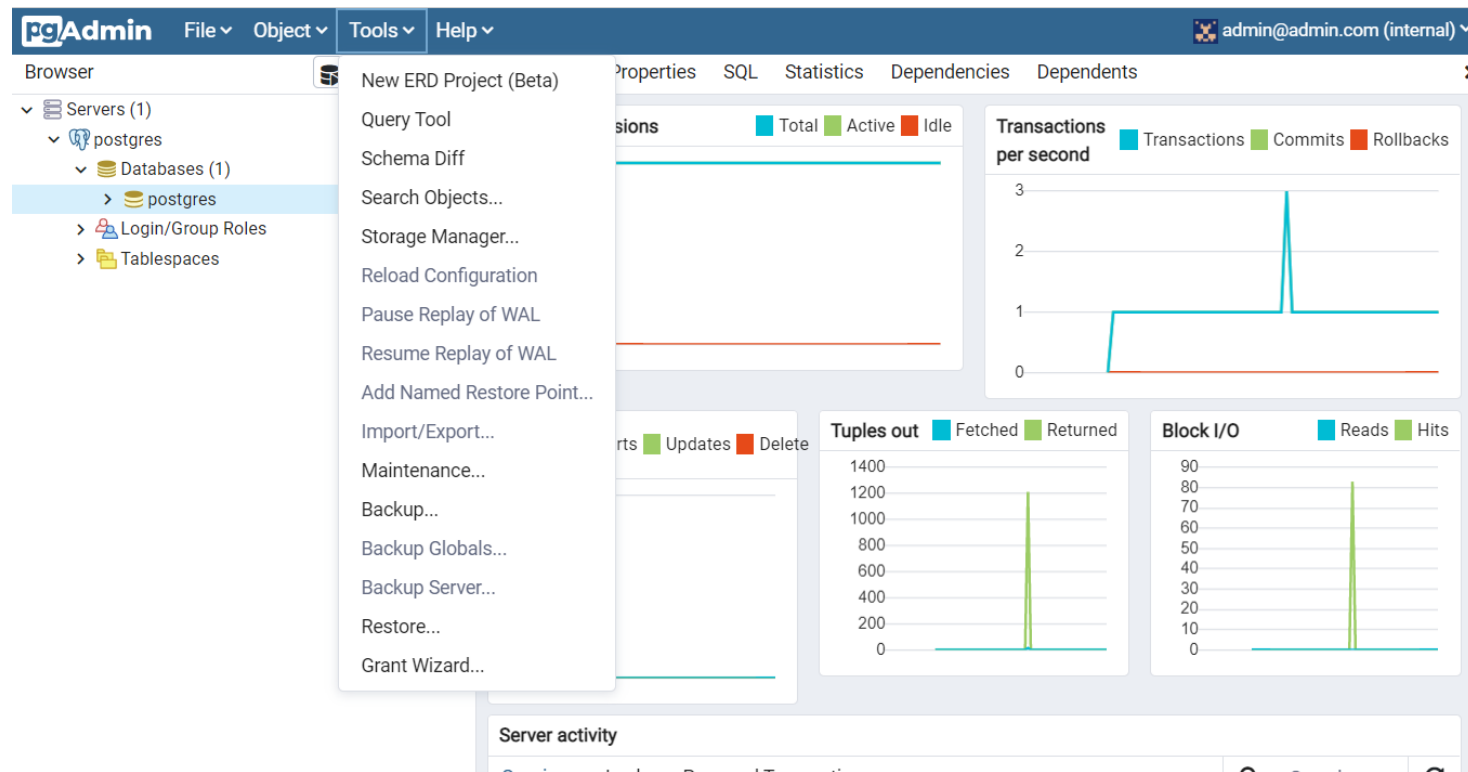 pgAdmin File Object Tools Help admin@admin.com (internal)
Browser Properties SQL Statistics Dependencies Dependents
Servers (1)
postgres
Databases (1)
postgres
Login/Group Roles
Tablespaces
New ERD Project (Beta)
Query Tool
Schema Diff
Search Objects...
Storage Manager...
Reload Configuration
Pause Replay of WAL
Resume Replay of WAL
Add Named Restore Point...
Import/Export...
Maintenance...
Backup...
Backup Globals...
Backup Server...
Restore...
Grant Wizard...
sions Total Active Idle
Transactions per second Transactions Commits Rollbacks
3
2
1
0
rts Updates Delete
Tuples out Fetched Returned
1400
1200
1000
800
600
400
200
0
Block I/O Reads Hits
90
80
70
60
50
40
30
20
10
0
Server activity